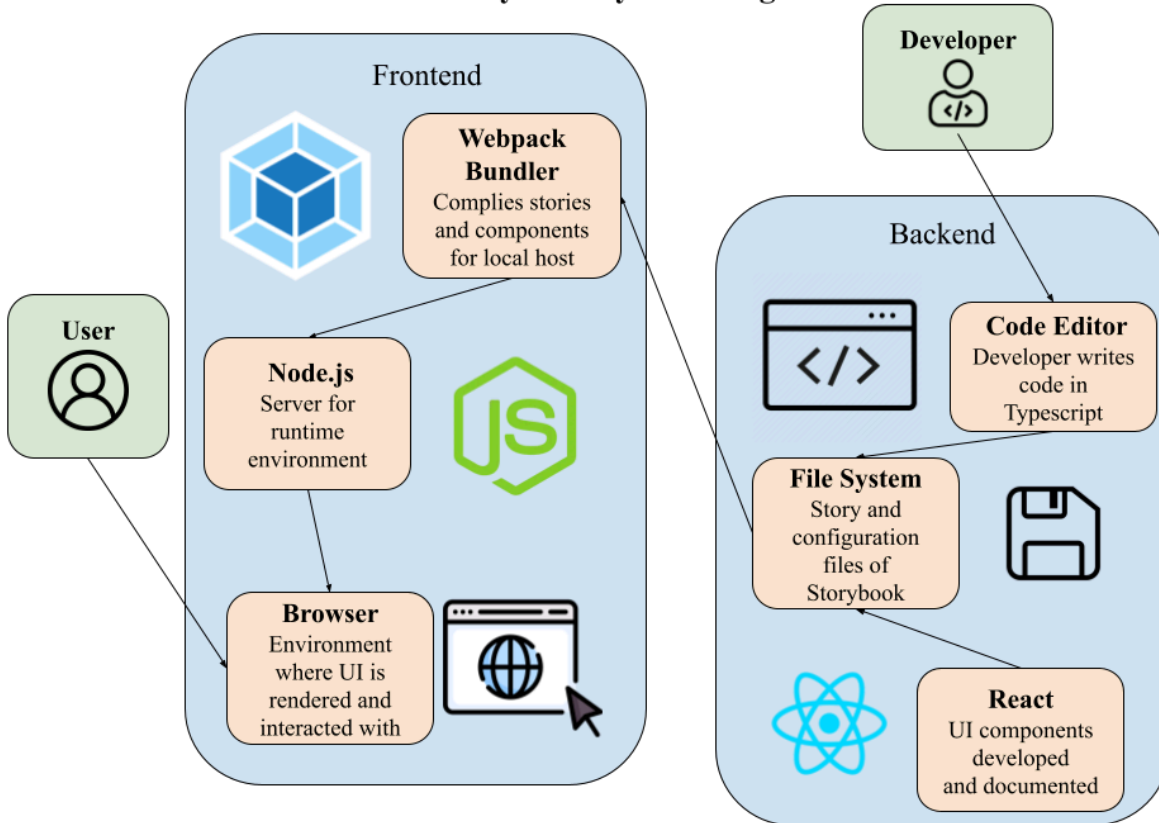 Developer
Frontend
Webpack
Bundler
Complies stories
and components
for local host
Backend
User
Node.js
Server for
runtime
environment
JS
Code Editor
Developer writes
code in
Typescript
File System
Story and
configuration
files of
Storybook
Browser
Environment
where UI is
rendered and
interacted with
React
UI components
developed
and documented